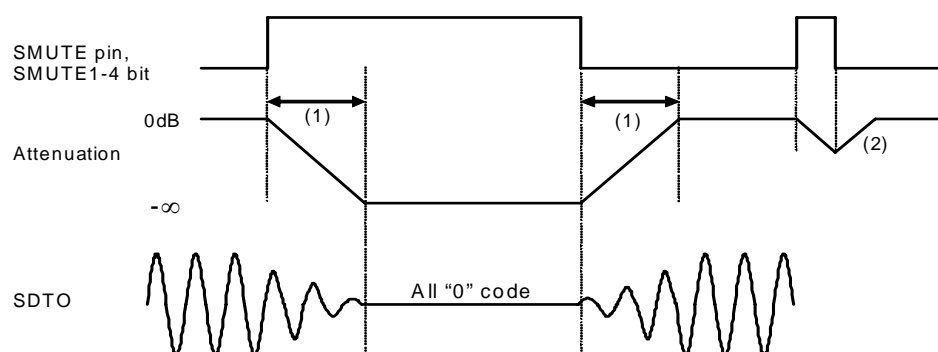 SMUTE pin,
SMUTE1-4 bit
(1)
(1)
0dB
(2)
Attenuation
-∞
All "0" code
SDTO